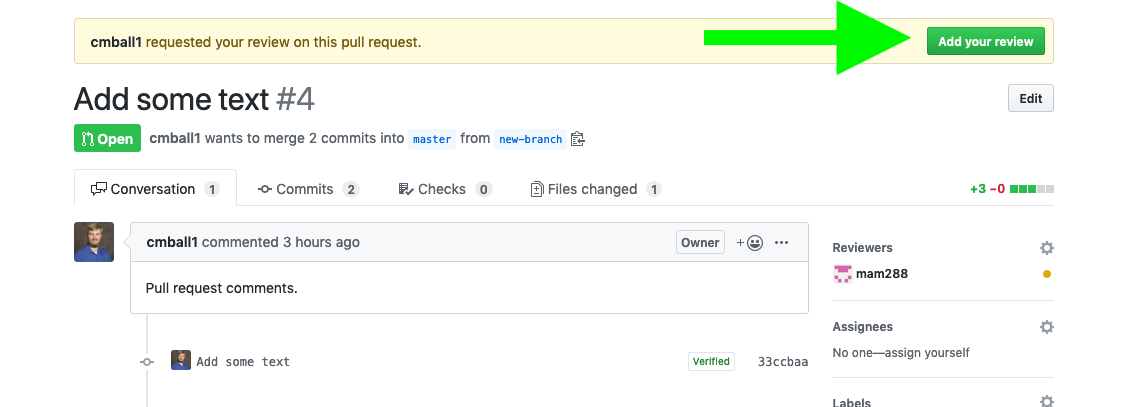 cmball1 requested your review on this pull request.
Add your review
Add some text #4
Edit
Open
cmball1 wants to merge 2 commits into master from new-branch
Conversation 1
Commits 2
Checks 0
Files changed 1
+3 −0
cmball1 commented 3 hours ago
Owner
+
Pull request comments.
Add some text
Verified
33ccbaa
Reviewers
mam288
Assignees
No one—assign yourself
Labels